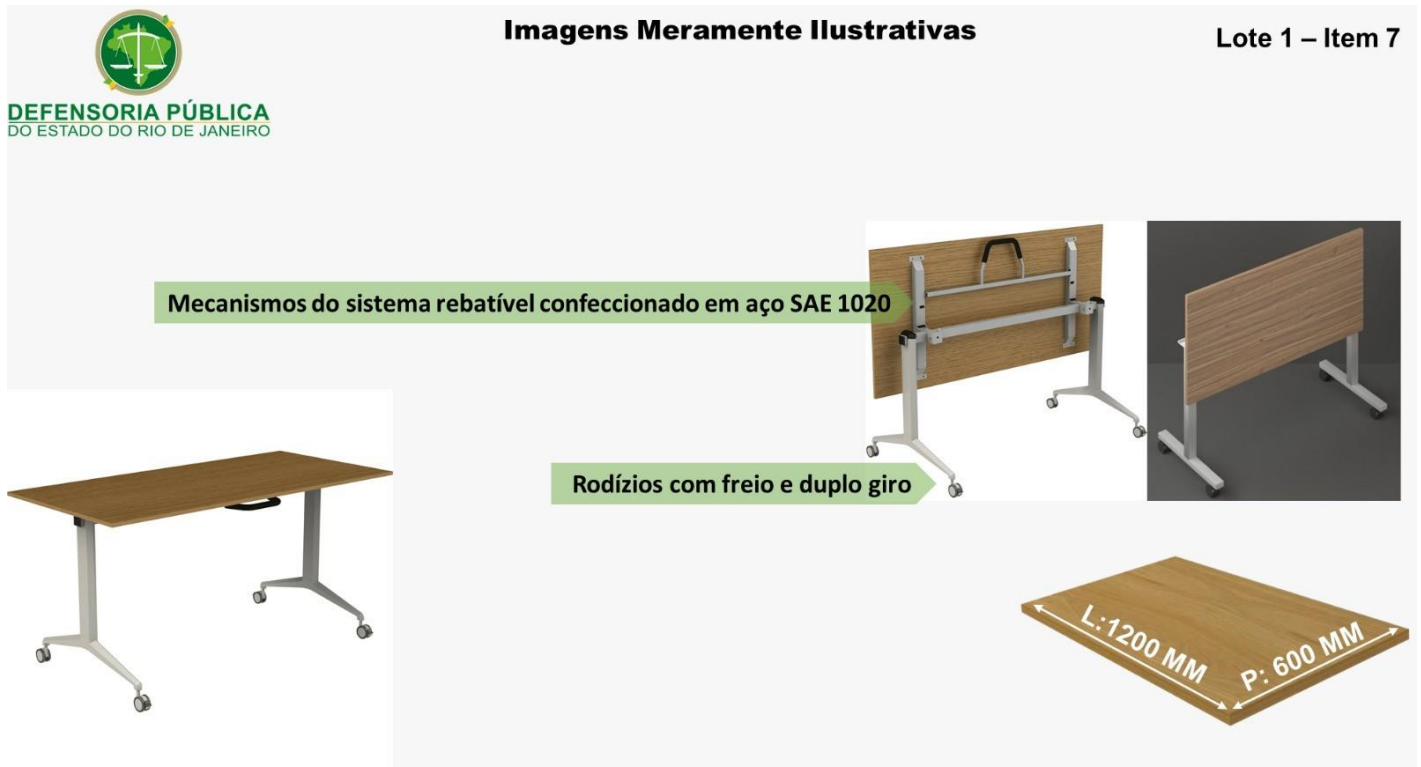 Imagens Meramente Ilustrativas
Lote 1 – Item 7
DEFENSORIA PÚBLICA
DO ESTADO DO RIO DE JANEIRO
Mecanismos do sistema rebatível confeccionado em aço SAE 1020
Rodízios com freio e duplo giro
L:1200 MM
P: 600 MM